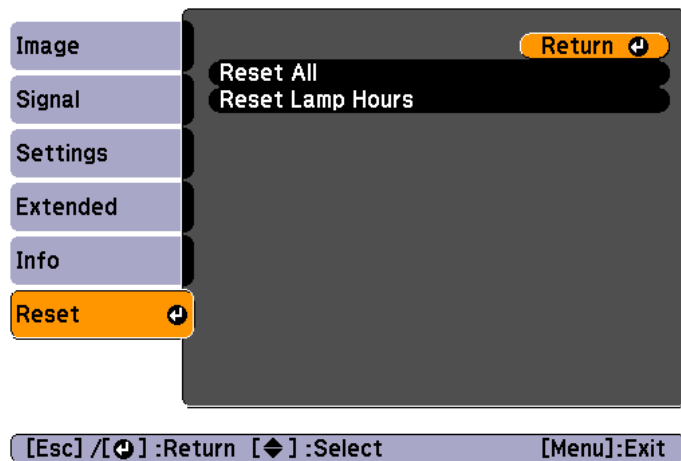 Image
Signal
Settings
Extended
Info
Reset
Return
Reset All
Reset Lamp Hours
[Esc] /[ ] :Return [ ] :Select [Menu]:Exit